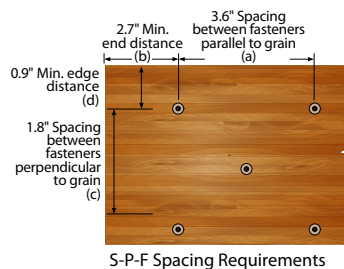 2.7" Min.
end distance
(b)
3.6" Spacing
between fasteners
parallel to grain
(a)
0.9" Min. edge
distance
(d)
1.8" Spacing
between
fasteners
perpendicular
to grain
(c)
S-P-F Spacing Requirements